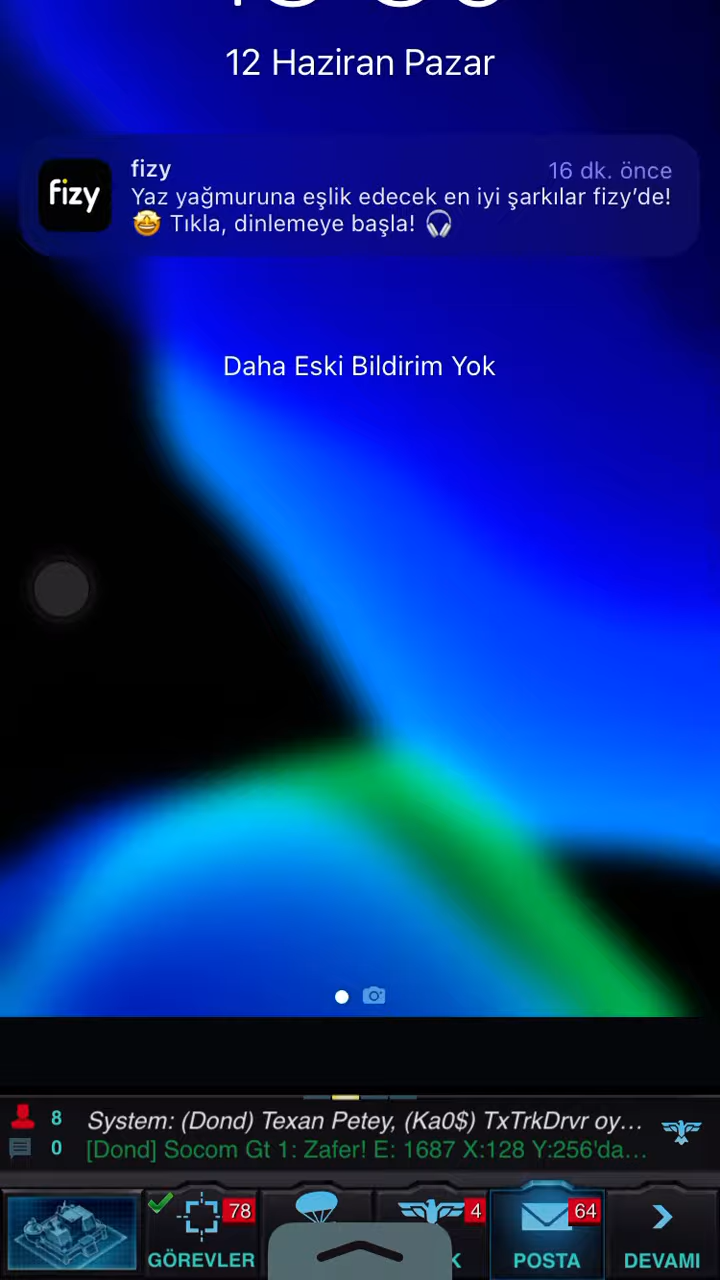 12 Haziran Pazar
fizy
fizy
16 dk. önce
Yaz yağmuruna eşlik edecek en iyi şarkılar fizy’de!
🤩 Tıkla, dinlemeye başla! 🎧
Daha Eski Bildirim Yok
8
System: (Dond) Texan Petey, (Ka0$) TxTrkDrvr oy...
0
[Dond] Socom Gt 1: Zafer! E: 1687 X:128 Y:256'da...
78
4
64
GÖREVLER
K
POSTA
DEVAMI